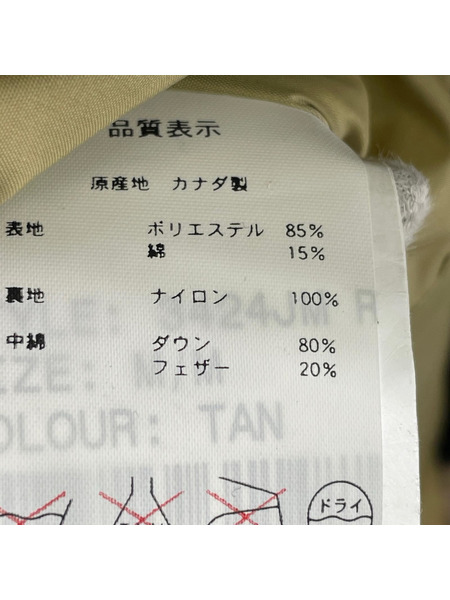 品質表示
原産地 カナダ製
表地 ポリエステル 85%
綿 15%
裏地 ナイロン 100%
中綿 ダウン 80%
フェザー 20%
24JM R
IZE: M/M
OLOUR: TAN
ドライ